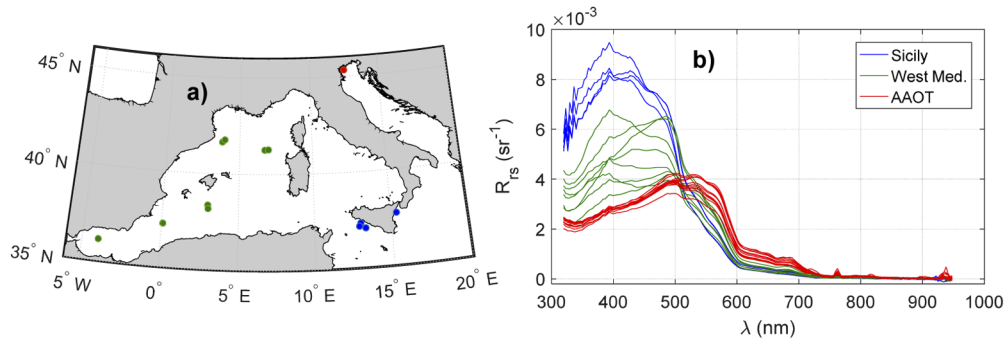 a)
45° N
40° N
35° N
5° W
0°
5° E
10° E
15° E
20° E
×10⁻³
b)
Sicily
West Med.
AAOT
10
8
6
4
2
0
R_rs (sr⁻¹)
300 400 500 600 700 800 900 1000
λ (nm)